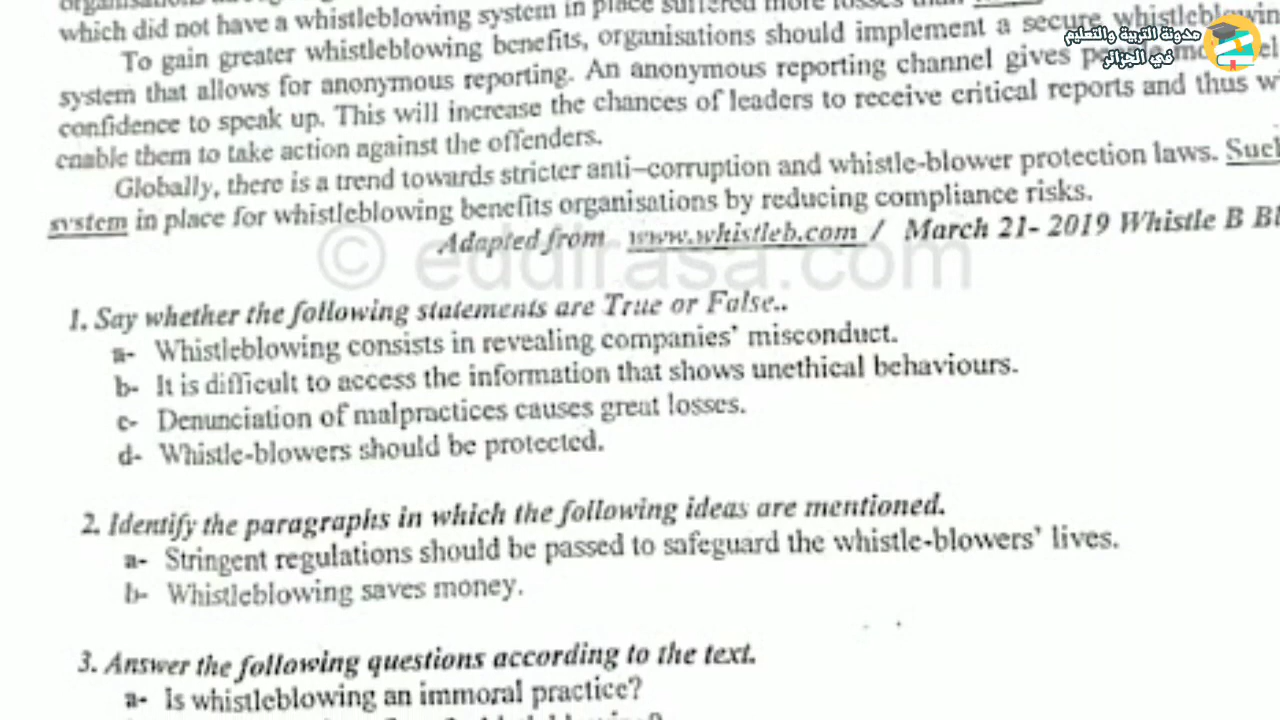 which did not have a whistleblowing system in place suffered more losses than
To gain greater whistleblowing benefits, organisations should implement a secure
system that allows for anonymous reporting. An anonymous reporting channel gives
confidence to speak up. This will increase the chances of leaders to receive critical reports and thus
enable them to take action against the offenders.
Globally, there is a trend towards stricter anti–corruption and whistle-blower protection laws.
system in place for whistleblowing benefits organisations by reducing compliance risks.
Adapted from www.whistleb.com / March 21- 2019 Whistle B
1. Say whether the following statements are True or False..
a- Whistleblowing consists in revealing companies' misconduct.
b- It is difficult to access the information that shows unethical behaviours.
c- Denunciation of malpractices causes great losses.
d- Whistle-blowers should be protected.
2. Identify the paragraphs in which the following ideas are mentioned.
a- Stringent regulations should be passed to safeguard the whistle-blowers' lives.
b- Whistleblowing saves money.
3. Answer the following questions according to the text.
a- Is whistleblowing an immoral practice?
مدونة التربية والتعليم
في الجزائر
© eddirasa.com